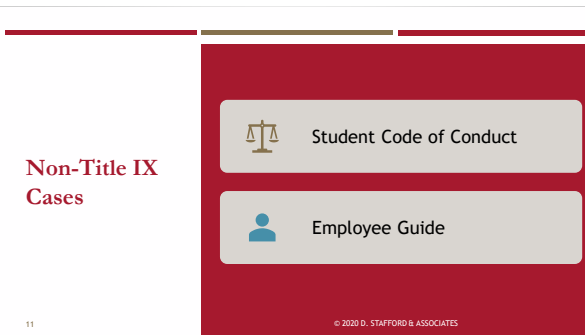 Non-Title IX
Cases
Student Code of Conduct
Employee Guide
11
© 2020 D. STAFFORD & ASSOCIATES